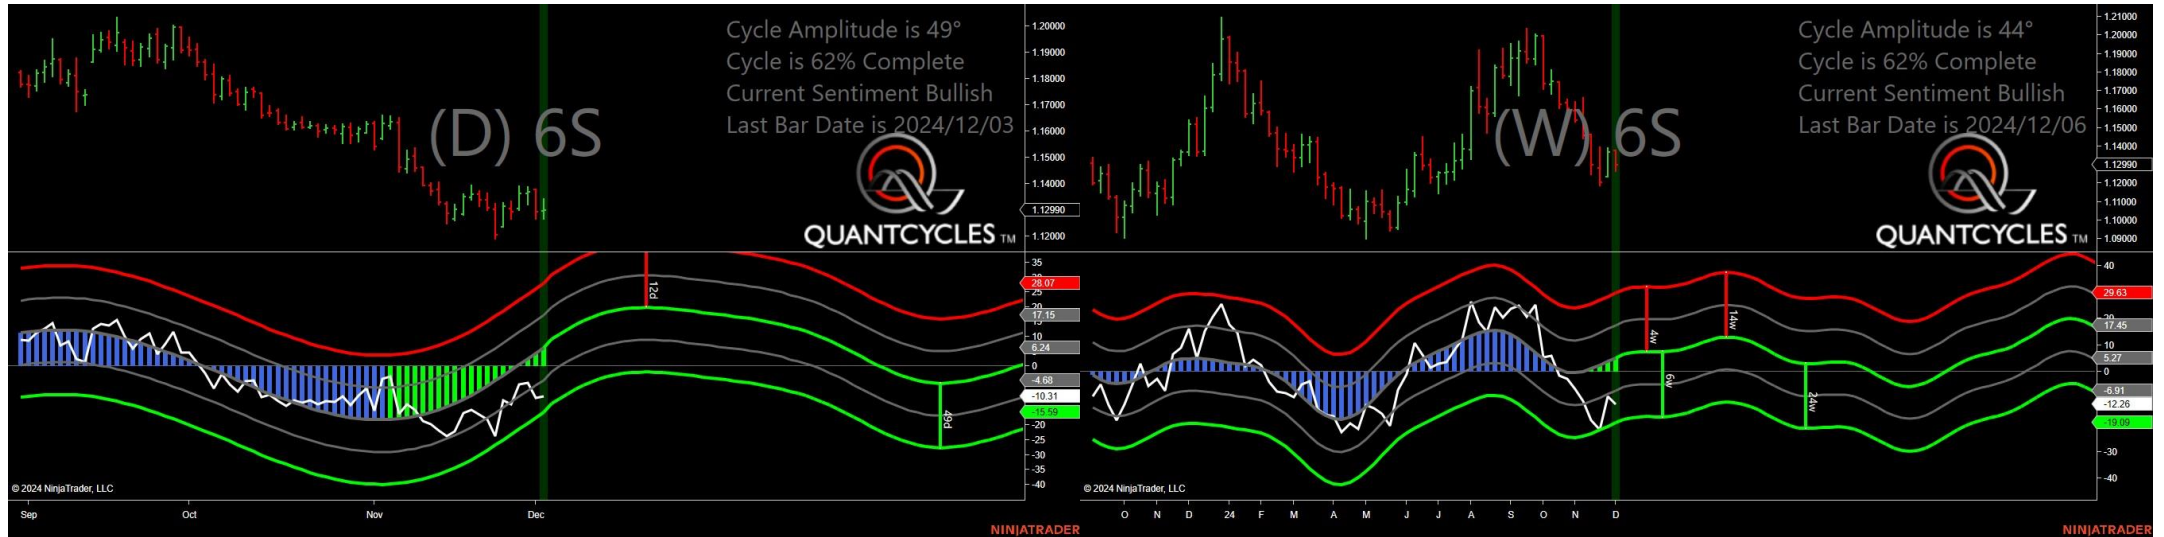 Cycle Amplitude is 49°
Cycle is 62% Complete
Current Sentiment Bullish
Last Bar Date is 2024/12/03
(D) 6S
QUANTCYCLES TM
1.20000
1.19000
1.18000
1.17000
1.16000
1.15000
1.14000
1.12990
1.12000
35
28.07
25
20
17.15
15
10
6.24
5
0
-4.68
-10.31
-15.59
-20
-25
-30
-35
-40
12d
49d
© 2024 NinjaTrader, LLC
Sep Oct Nov Dec
NINJATRADER
Cycle Amplitude is 44°
Cycle is 62% Complete
Current Sentiment Bullish
Last Bar Date is 2024/12/06
(W) 6S
QUANTCYCLES TM
1.21000
1.20000
1.19000
1.18000
1.17000
1.16000
1.15000
1.14000
1.12990
1.12000
1.11000
1.10000
1.09000
40
29.63
20
17.45
10
5.27
0
-6.91
-12.26
-19.09
-30
-40
4w
6w
14w
24w
© 2024 NinjaTrader, LLC
O N D 24 F M A M J J A S O N D
NINJATRADER